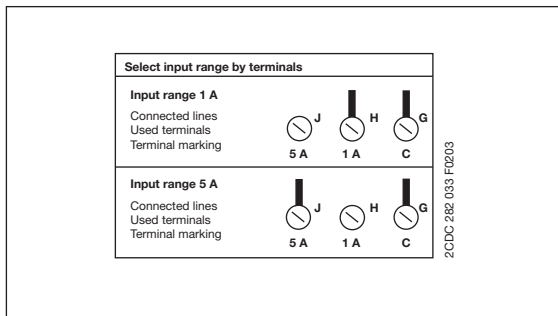 Select input range by terminals
Input range 1 A
Connected lines
Used terminals J H G
Terminal marking
5 A 1 A C
Input range 5 A
Connected lines
Used terminals J H G
Terminal marking
5 A 1 A C
2CDC 282 033 F0203